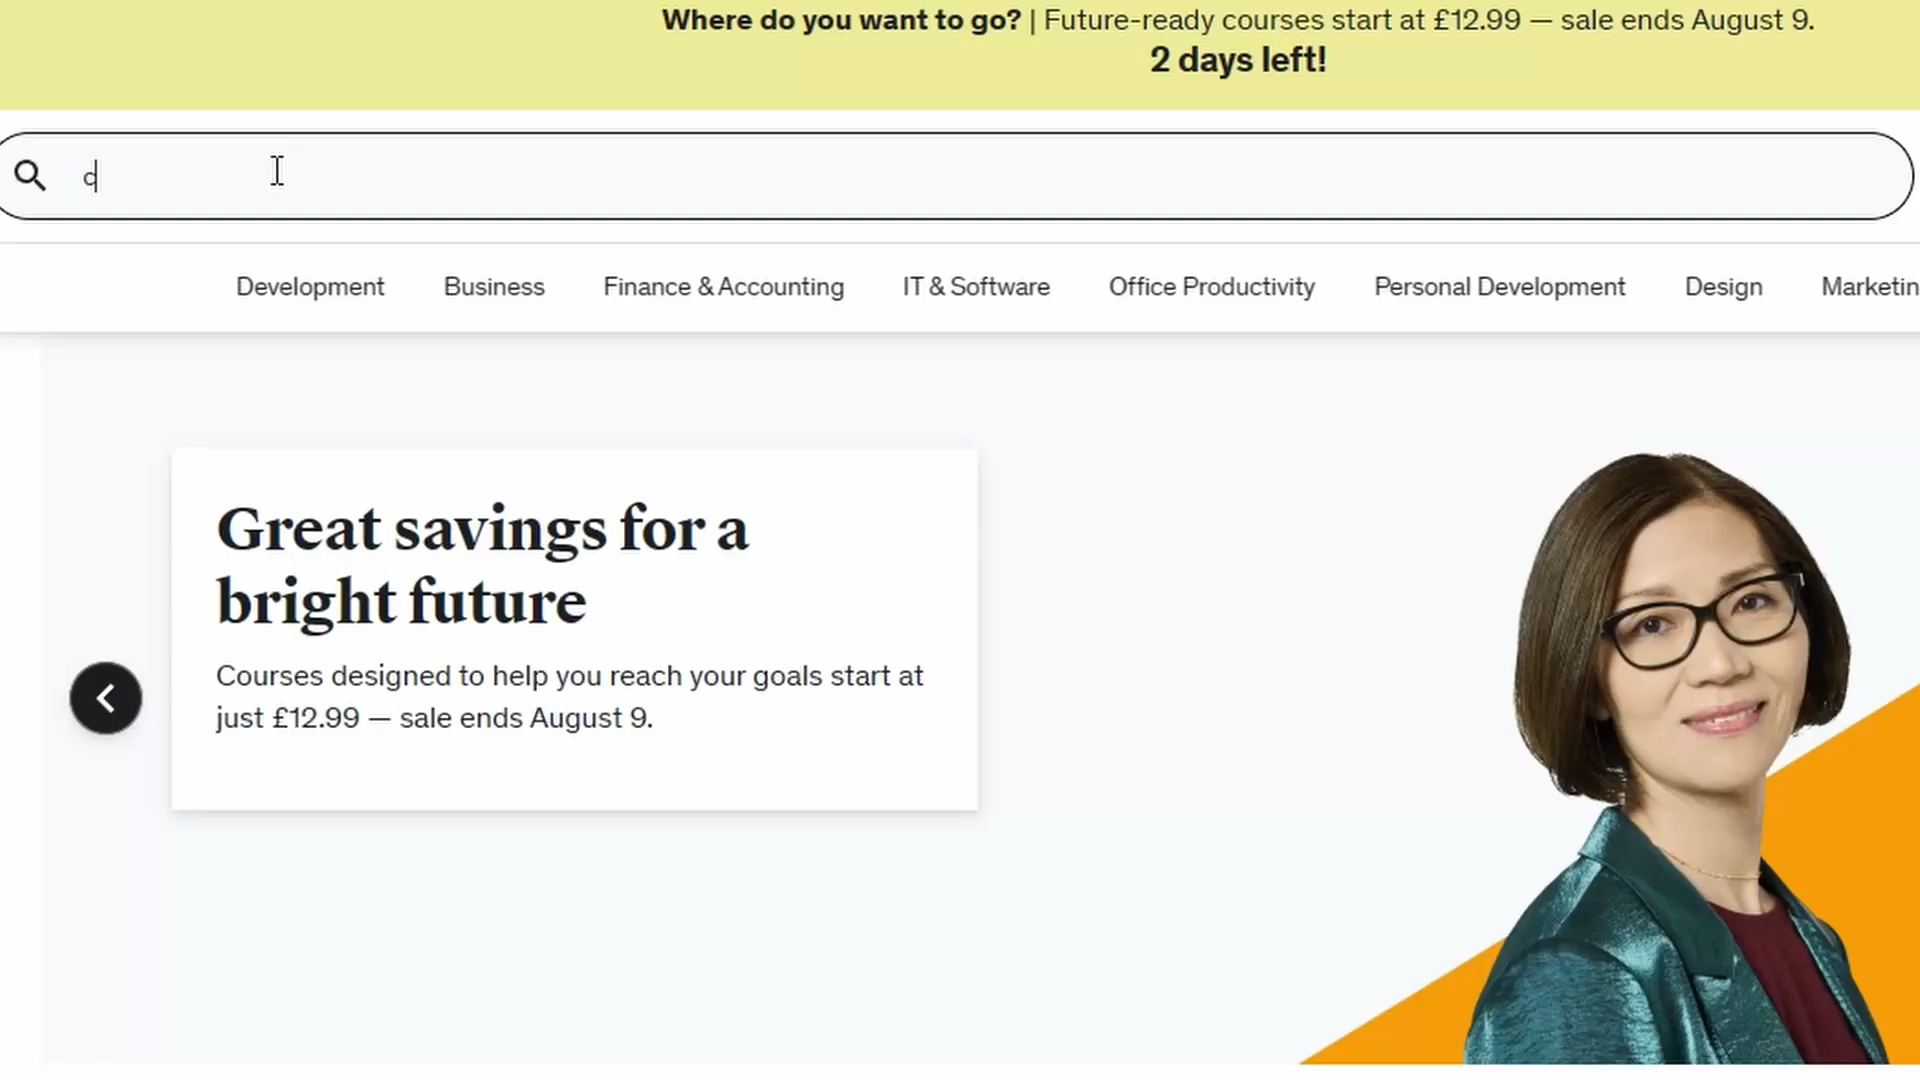 Where do you want to go? | Future-ready courses start at £12.99 — sale ends August 9.
2 days left!
c
Development Business Finance & Accounting IT & Software Office Productivity Personal Development Design Marketin
Great savings for a
bright future
Courses designed to help you reach your goals start at
just £12.99 — sale ends August 9.